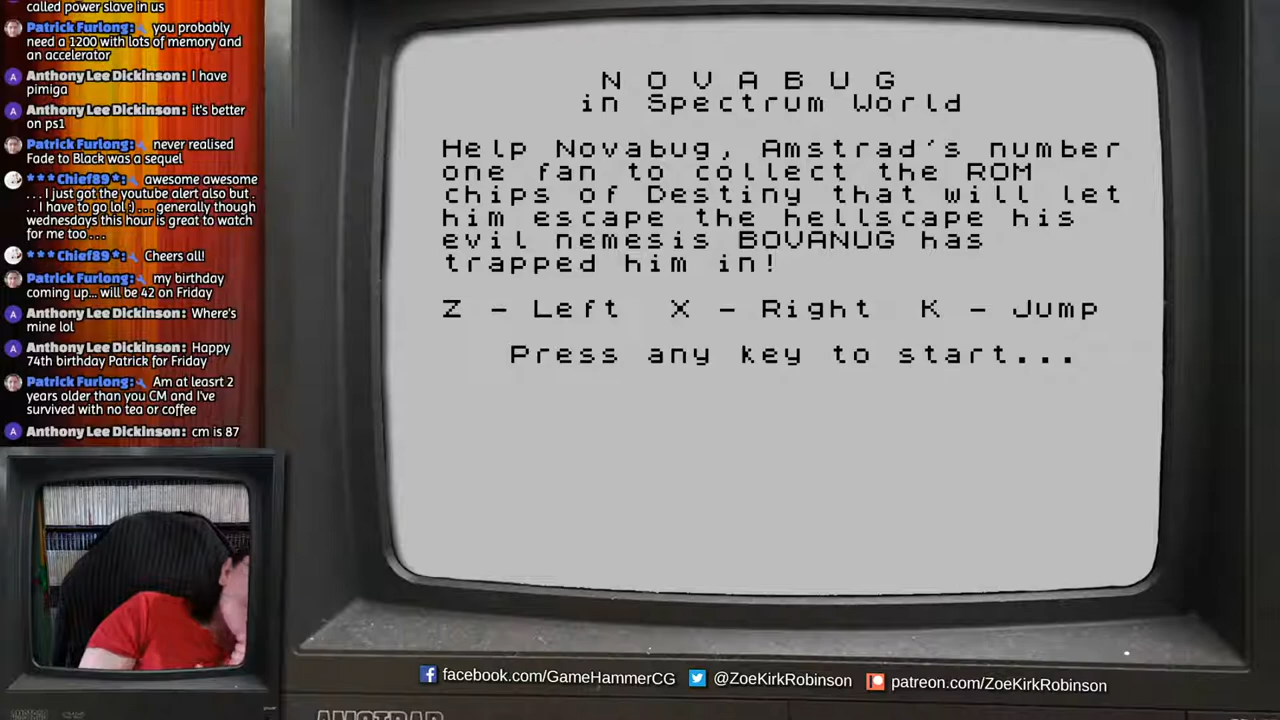 called power slave in us
Patrick Furlong: you probably
need a 1200 with lots of memory and
an accelerator
A Anthony Lee Dickinson: I have
pimiga
A Anthony Lee Dickinson: it's better
on ps1
Patrick Furlong: never realised
Fade to Black was a sequel
***Chief89*: awesome awesome
. . . I just got the youtube alert also but .
. . I have to go lol :) . . . . generally though
wednesdays this hour is great to watch
for me too . . .
***Chief89*: Cheers all!
Patrick Furlong: my birthday
coming up... will be 42 on Friday
A Anthony Lee Dickinson: Where's
mine lol
A Anthony Lee Dickinson: Happy
74th birthday Patrick for Friday
Patrick Furlong: Am at leasrt 2
years older than you CM and I've
survived with no tea or coffee
A Anthony Lee Dickinson: cm is 87
N O V A B U G
in Spectrum World
Help Novabug, Amstrad's number
one fan to collect the ROM
chips of Destiny that will let
him escape the hellscape his
evil nemesis BOVANUG has
trapped him in!
Z - Left X - Right K - Jump
Press any key to start...
facebook.com/GameHammerCG @ZoeKirkRobinson patreon.com/ZoeKirkRobinson
AMSTRAD